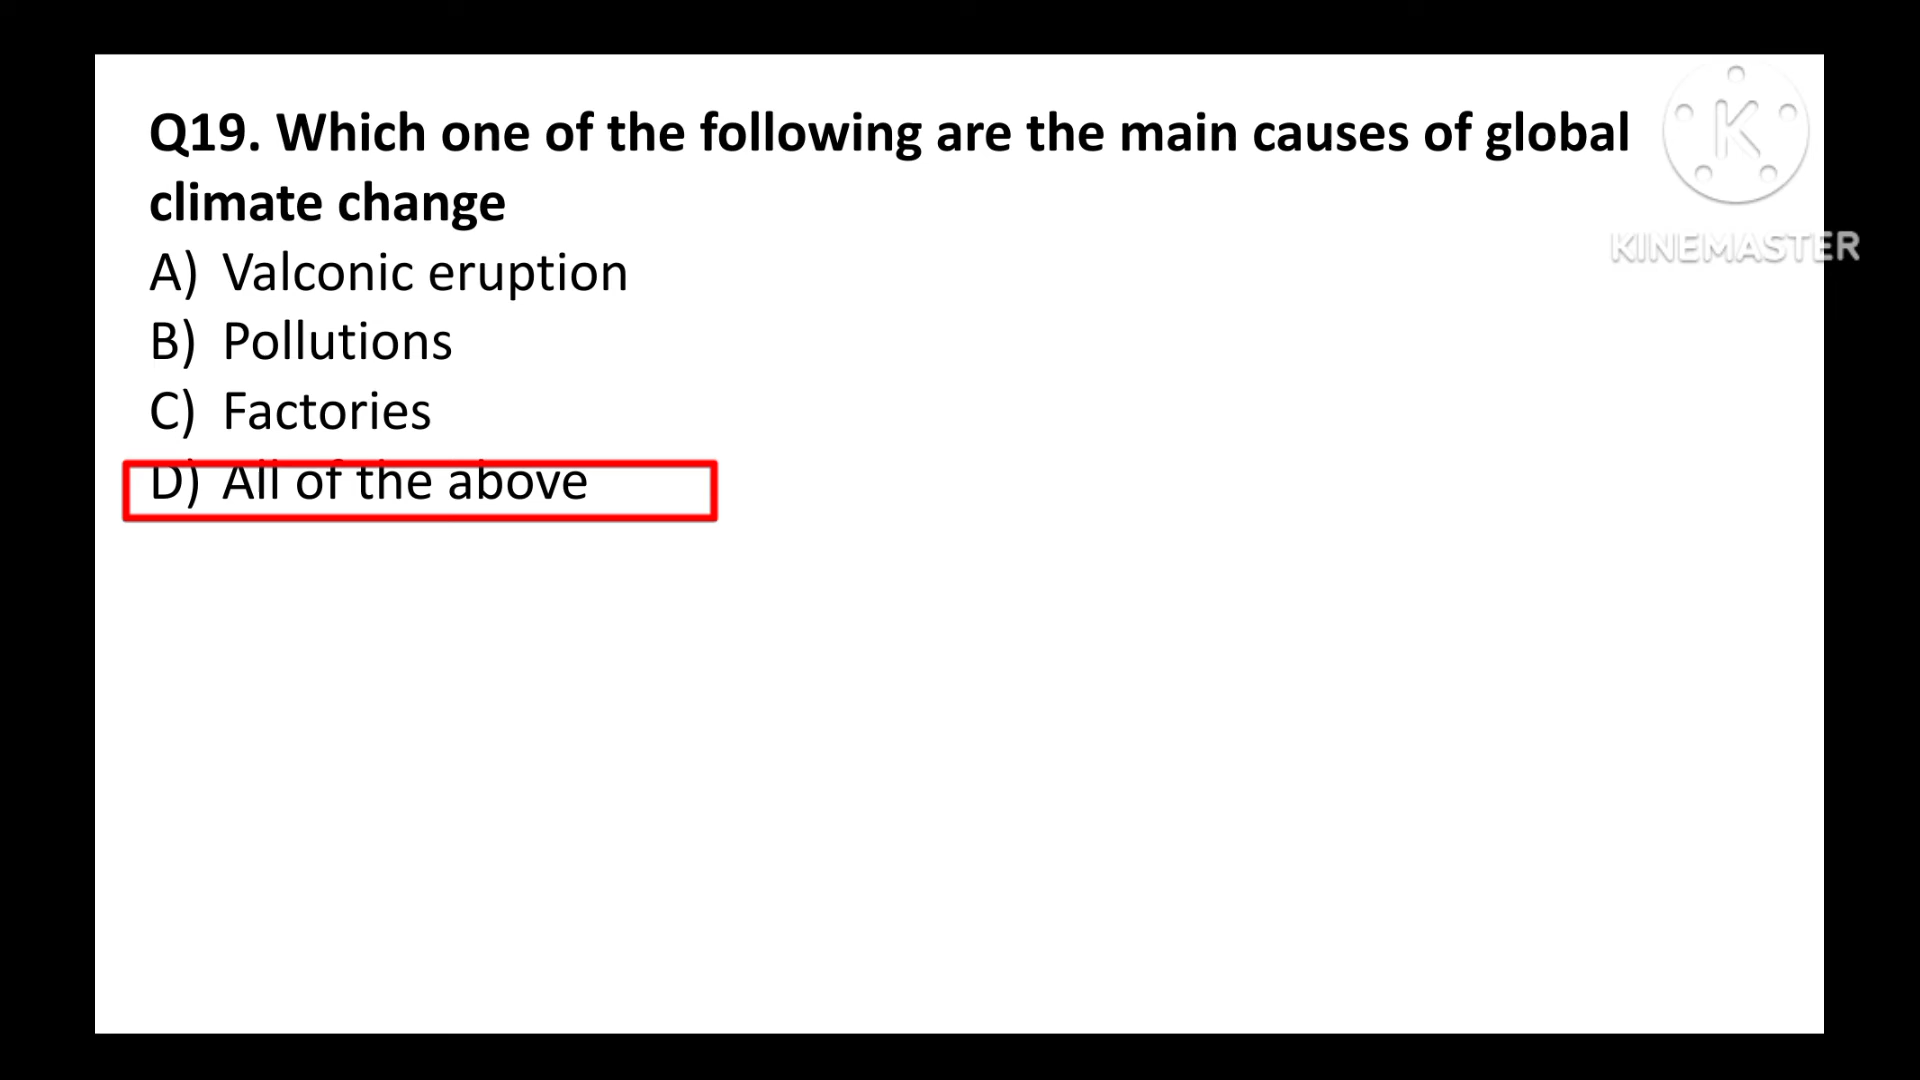 Q19. Which one of the following are the main causes of global
climate change
A) Valconic eruption
B) Pollutions
C) Factories
D) All of the above
K
KINEMASTER